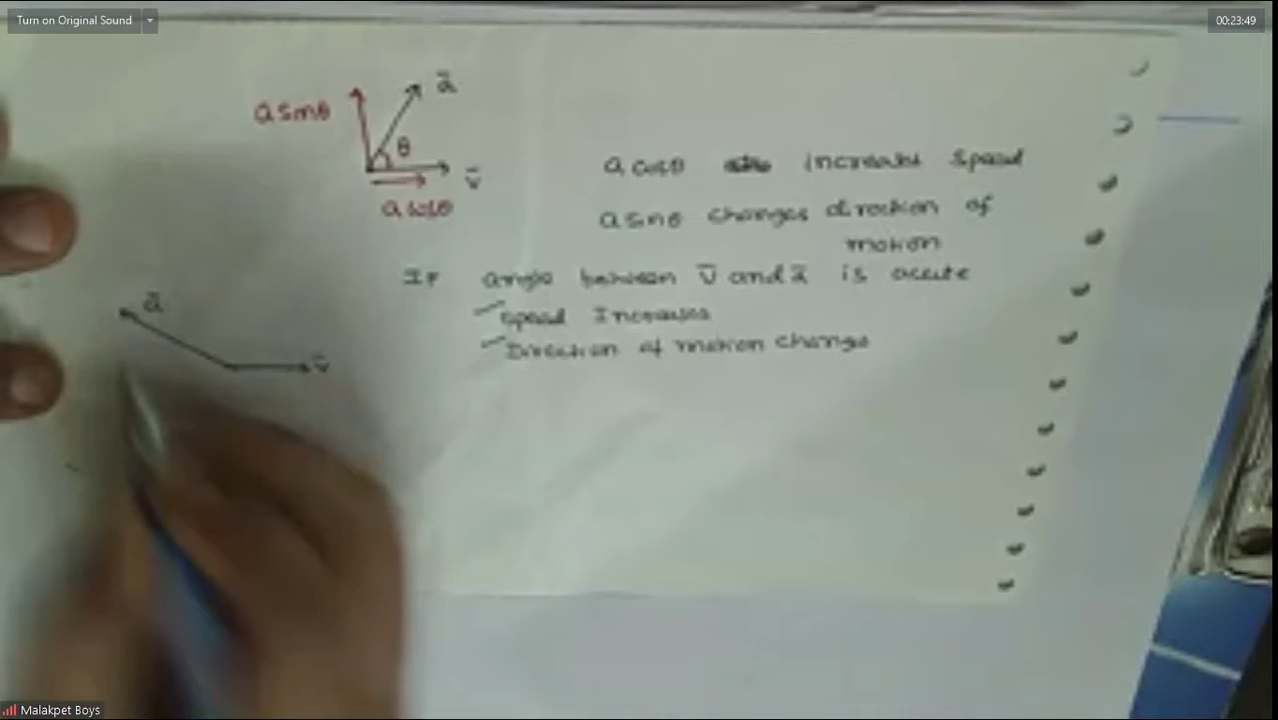 Turn on Original Sound
00:23:49
a̅
a sinθ
θ
v̅
a cosθ
a cosθ increases speed
a sinθ changes direction of
motion
If angle between v̅ and a̅ is acute
speed Increases
Direction of motion change
a̅
v̅
Malakpet Boys